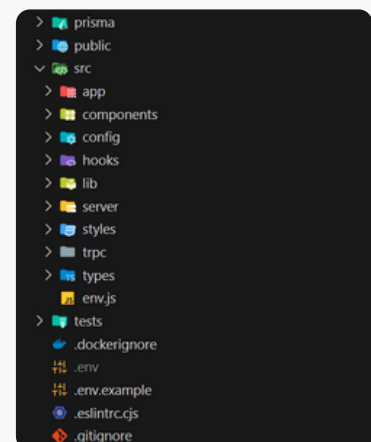 prisma
public
src
app
components
config
hooks
lib
server
styles
trpc
types
env.js
tests
.dockerignore
.env
.env.example
.eslintrc.cjs
.gitignore